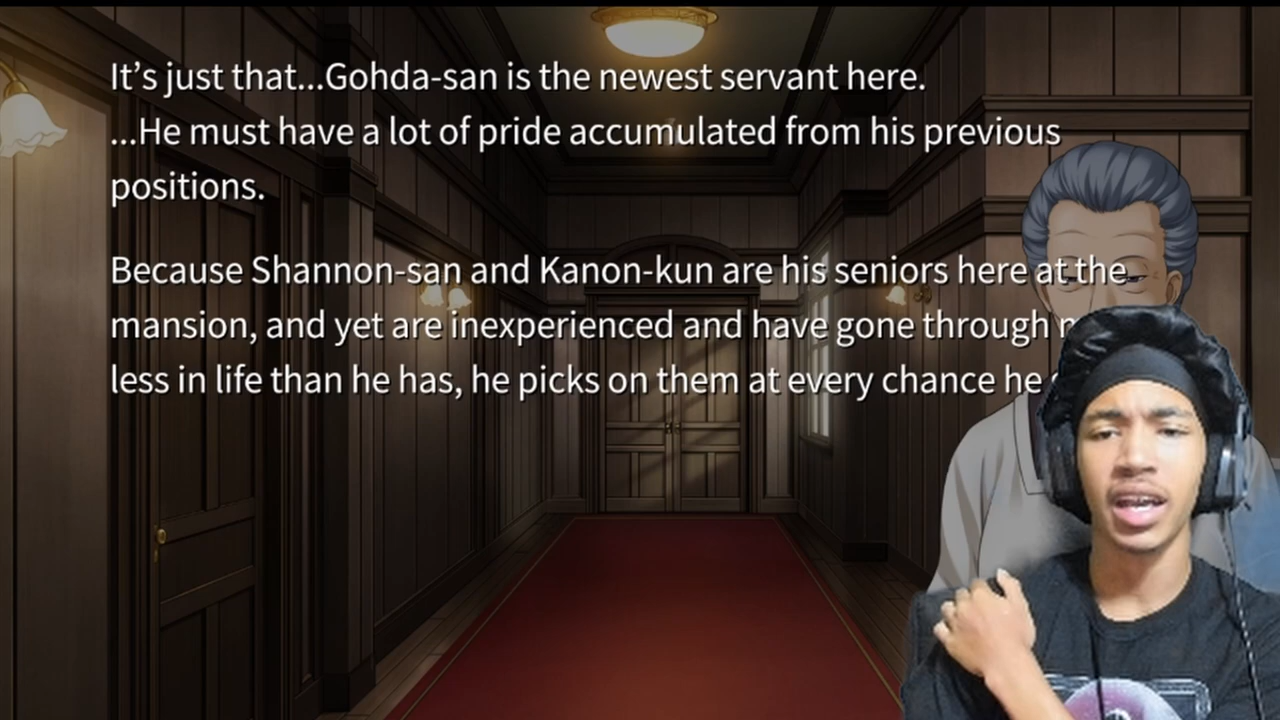 It’s just that...Gohda-san is the newest servant here.
...He must have a lot of pride accumulated from his previous
positions.
Because Shannon-san and Kanon-kun are his seniors here at the
mansion, and yet are inexperienced and have gone through
less in life than he has, he picks on them at every chance he